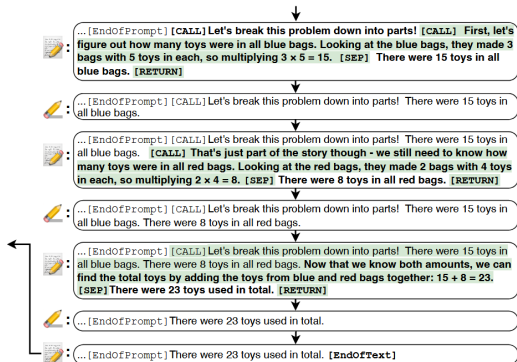 : ...[EndOfPrompt][CALL]Let's break this problem down into parts! [CALL] First, let's
figure out how many toys were in all blue bags. Looking at the blue bags, they made 3
bags with 5 toys in each, so multiplying 3 × 5 = 15. [SEP] There were 15 toys in all
blue bags. [RETURN]
: ...[EndOfPrompt][CALL]Let's break this problem down into parts! There were 15 toys in
all blue bags.
: ...[EndOfPrompt][CALL]Let's break this problem down into parts! There were 15 toys in
all blue bags. [CALL] That's just part of the story though - we still need to know how
many toys were in all red bags. Looking at the red bags, they made 2 bags with 4 toys
in each, so multiplying 2 × 4 = 8. [SEP] There were 8 toys in all red bags. [RETURN]
: ...[EndOfPrompt][CALL]Let's break this problem down into parts! There were 15 toys in
all blue bags. There were 8 toys in all red bags.
: ...[EndOfPrompt][CALL]Let's break this problem down into parts! There were 15 toys in
all blue bags. There were 8 toys in all red bags. Now that we know both amounts, we can
find the total toys by adding the toys from blue and red bags together: 15 + 8 = 23.
[SEP]There were 23 toys used in total. [RETURN]
: ...[EndOfPrompt]There were 23 toys used in total.
: ...[EndOfPrompt]There were 23 toys used in total. [EndOfText]